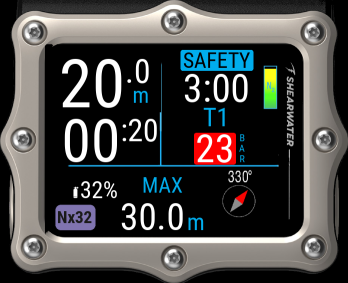 SAFETY
20.0 m
3:00
N₂
T1
00:20
23 BAR
32% MAX
330°
Nx32 30.0m
SHEARWATER